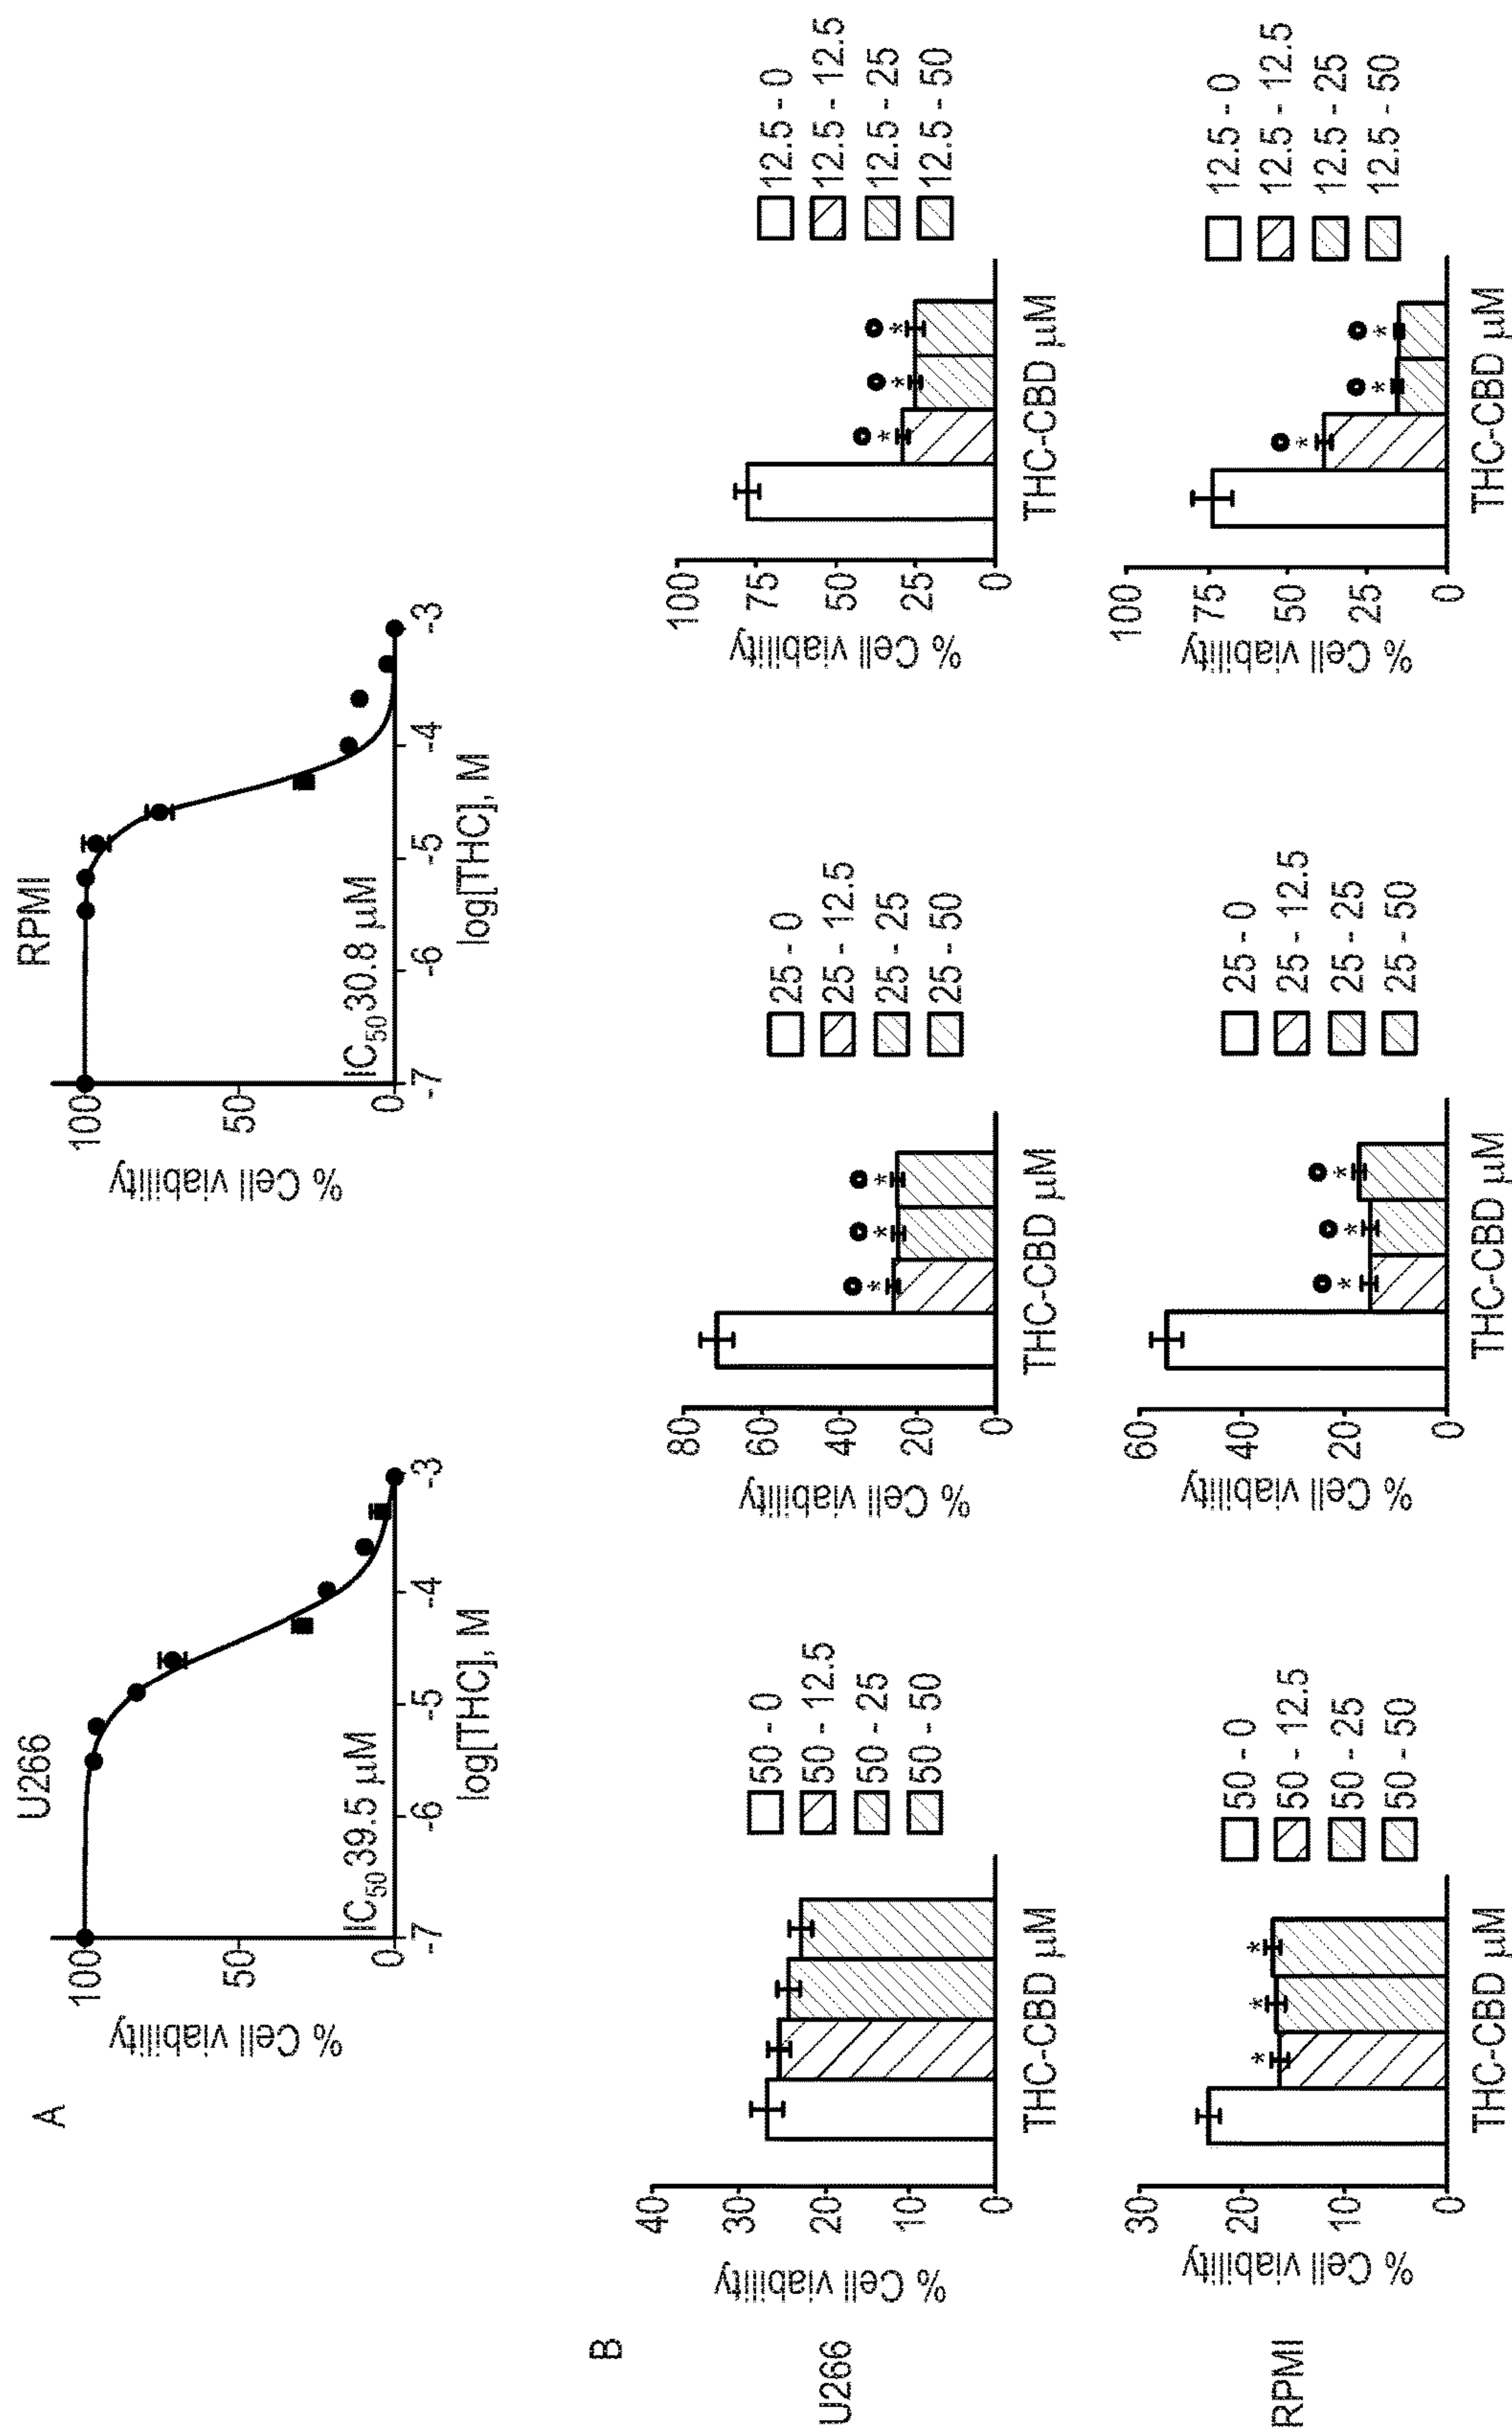 A
U266
% Cell viability
100
50
0
IC50 39.5 μM
-7 -6 -5 -4 -3
log[THC], M
RPMI
% Cell viability
100
50
0
IC50 30.8 μM
-7 -6 -5 -4 -3
log[THC], M
B
U266
% Cell viability
40
30
20
10
0
THC-CBD μM
50 - 0
50 - 12.5
50 - 25
50 - 50
% Cell viability
80
60
40
20
0
* * *
THC-CBD μM
25 - 0
25 - 12.5
25 - 25
25 - 50
% Cell viability
100
75
50
25
0
* * *
THC-CBD μM
12.5 - 0
12.5 - 12.5
12.5 - 25
12.5 - 50
RPMI
% Cell viability
30
20
10
0
* * *
THC-CBD μM
50 - 0
50 - 12.5
50 - 25
50 - 50
% Cell viability
60
40
20
0
* * *
THC-CBD μM
25 - 0
25 - 12.5
25 - 25
25 - 50
% Cell viability
100
75
50
25
0
* * *
THC-CBD μM
12.5 - 0
12.5 - 12.5
12.5 - 25
12.5 - 50